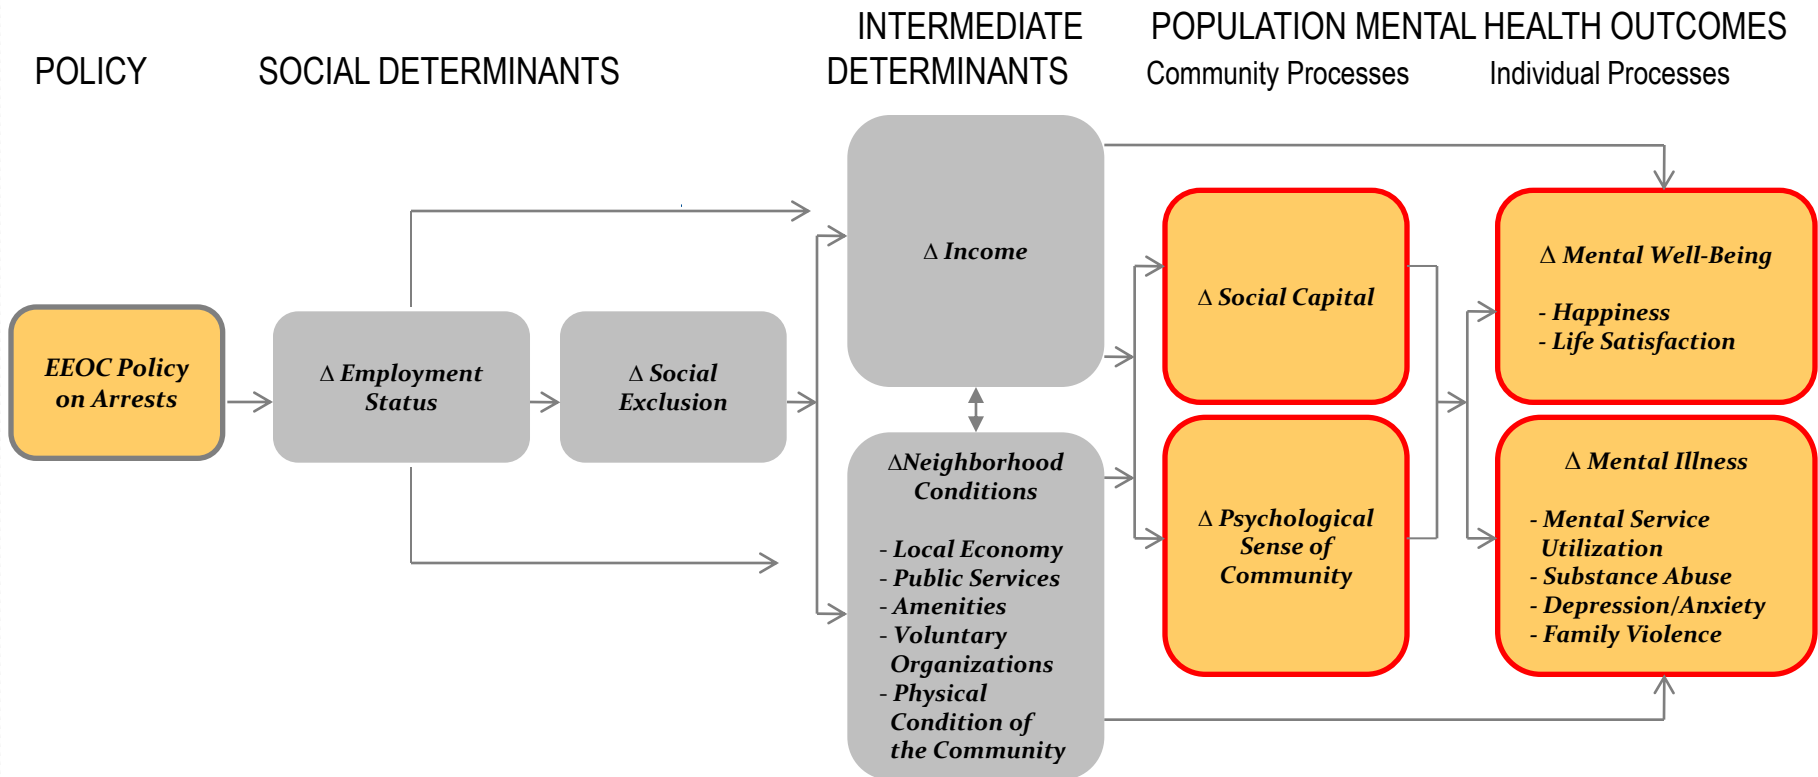 POLICY
SOCIAL DETERMINANTS
INTERMEDIATE
DETERMINANTS
POPULATION MENTAL HEALTH OUTCOMES
Community Processes
Individual Processes
EEOC Policy
on Arrests
Δ Employment
Status
Δ Social
Exclusion
Δ Income
ΔNeighborhood
Conditions
- Local Economy
- Public Services
- Amenities
- Voluntary
Organizations
- Physical
Condition of
the Community
Δ Social Capital
Δ Psychological
Sense of
Community
Δ Mental Well-Being
- Happiness
- Life Satisfaction
Δ Mental Illness
- Mental Service
Utilization
- Substance Abuse
- Depression/Anxiety
- Family Violence